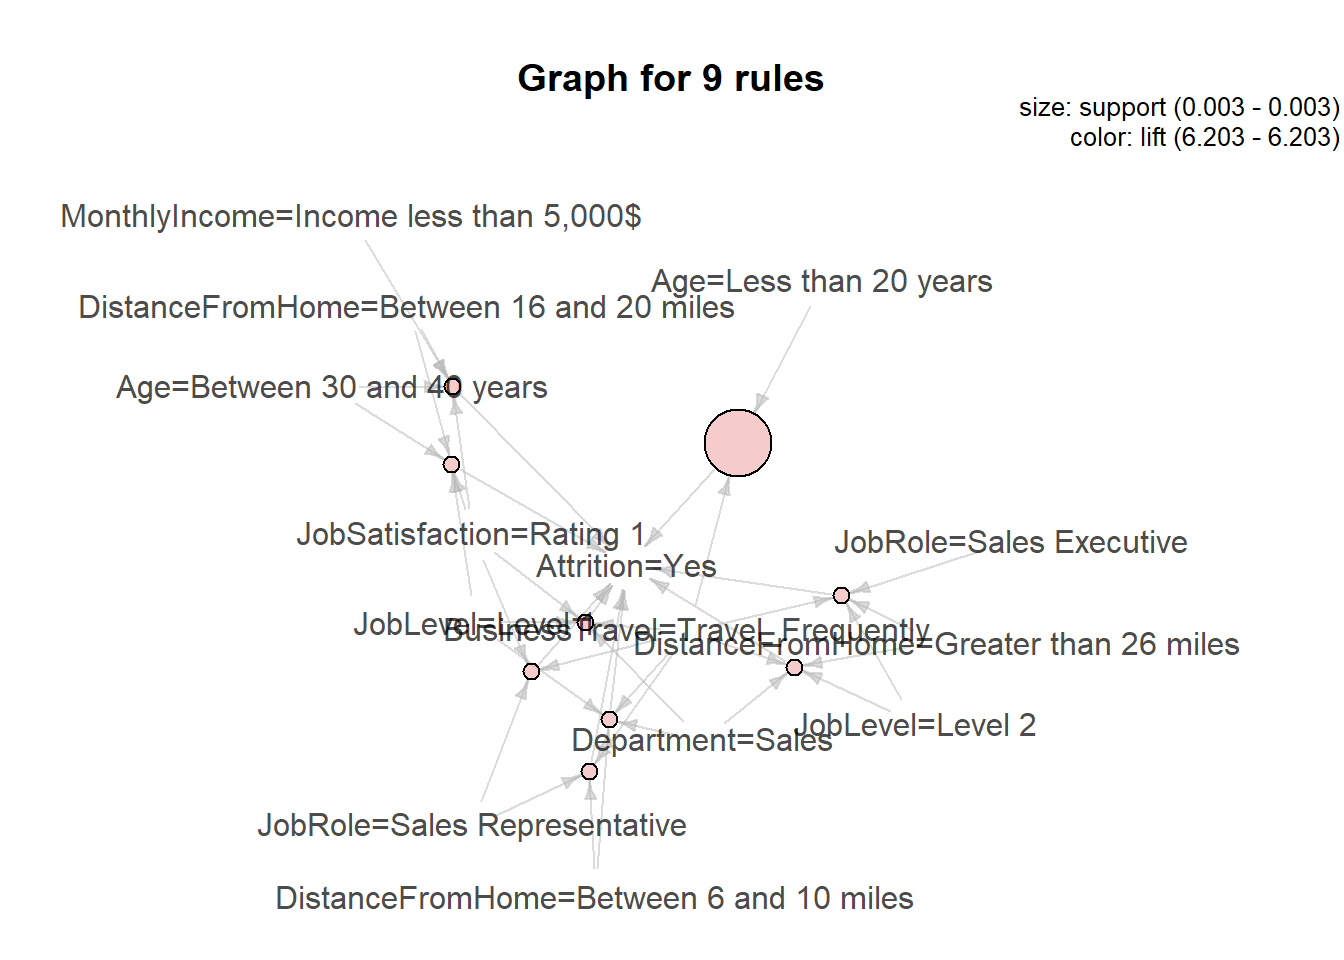 Graph for 9 rules
size: support (0.003 - 0.003)
color: lift (6.203 - 6.203)
MonthlyIncome=Income less than 5,000$
Age=Less than 20 years
DistanceFromHome=Between 16 and 20 miles
Age=Between 30 and 40 years
JobSatisfaction=Rating 1
JobRole=Sales Executive
Attrition=Yes
JobLevel=Level 1
BusinessTravel=Travel_Frequently
DistanceFromHome=Greater than 26 miles
JobLevel=Level 2
Department=Sales
JobRole=Sales Representative
DistanceFromHome=Between 6 and 10 miles